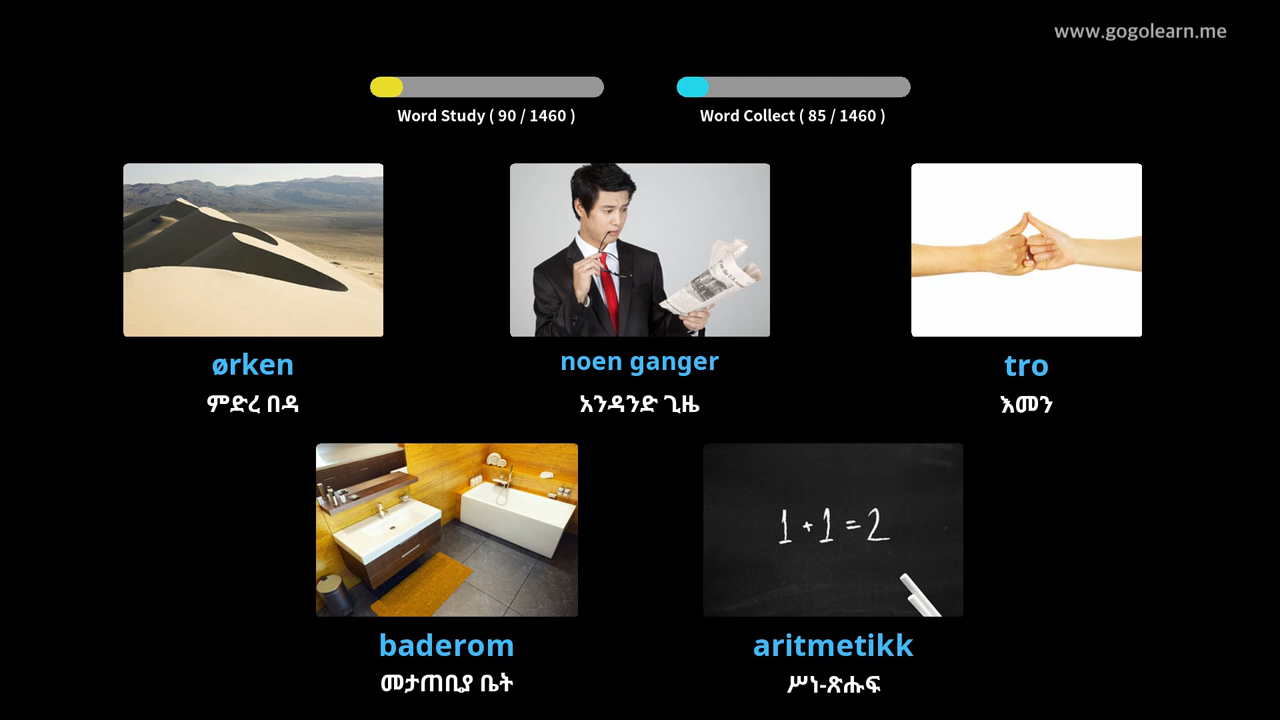 www.gogolearn.me
Word Study ( 90 / 1460 )
Word Collect ( 85 / 1460 )
ørken
noen ganger
tro
ምድረ በዳ
አንዳንድ ጊዜ
እመን
1 + 1 = 2
baderom
aritmetikk
መታጠቢያ ቤት
ሥነ-ጽሑፍ